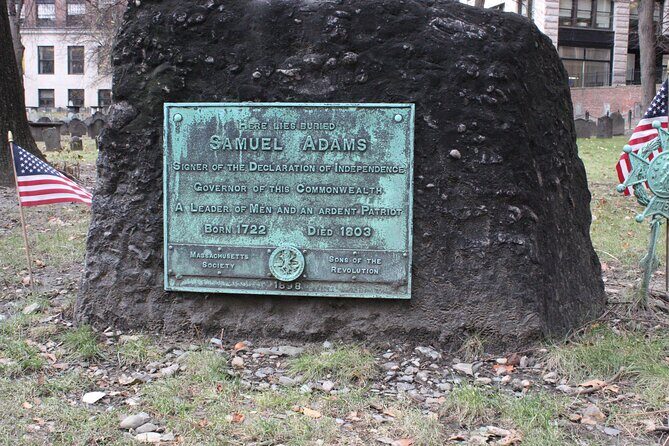 Here lies buried
Samuel Adams
Signer of the Declaration of Independence
Governor of this Commonwealth
A Leader of Men and an ardent Patriot
Born 1722 Died 1803
Massachusetts Society
Sons of the Revolution
1898